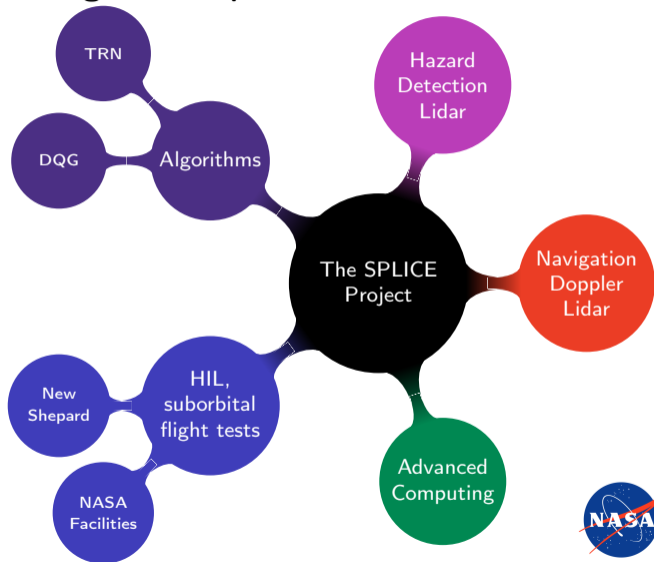 TRN
DQG
Algorithms
Hazard
Detection
Lidar
The SPLICE
Project
Navigation
Doppler
Lidar
New
Shepard
HIL,
suborbital
flight tests
NASA
Facilities
Advanced
Computing
NASA